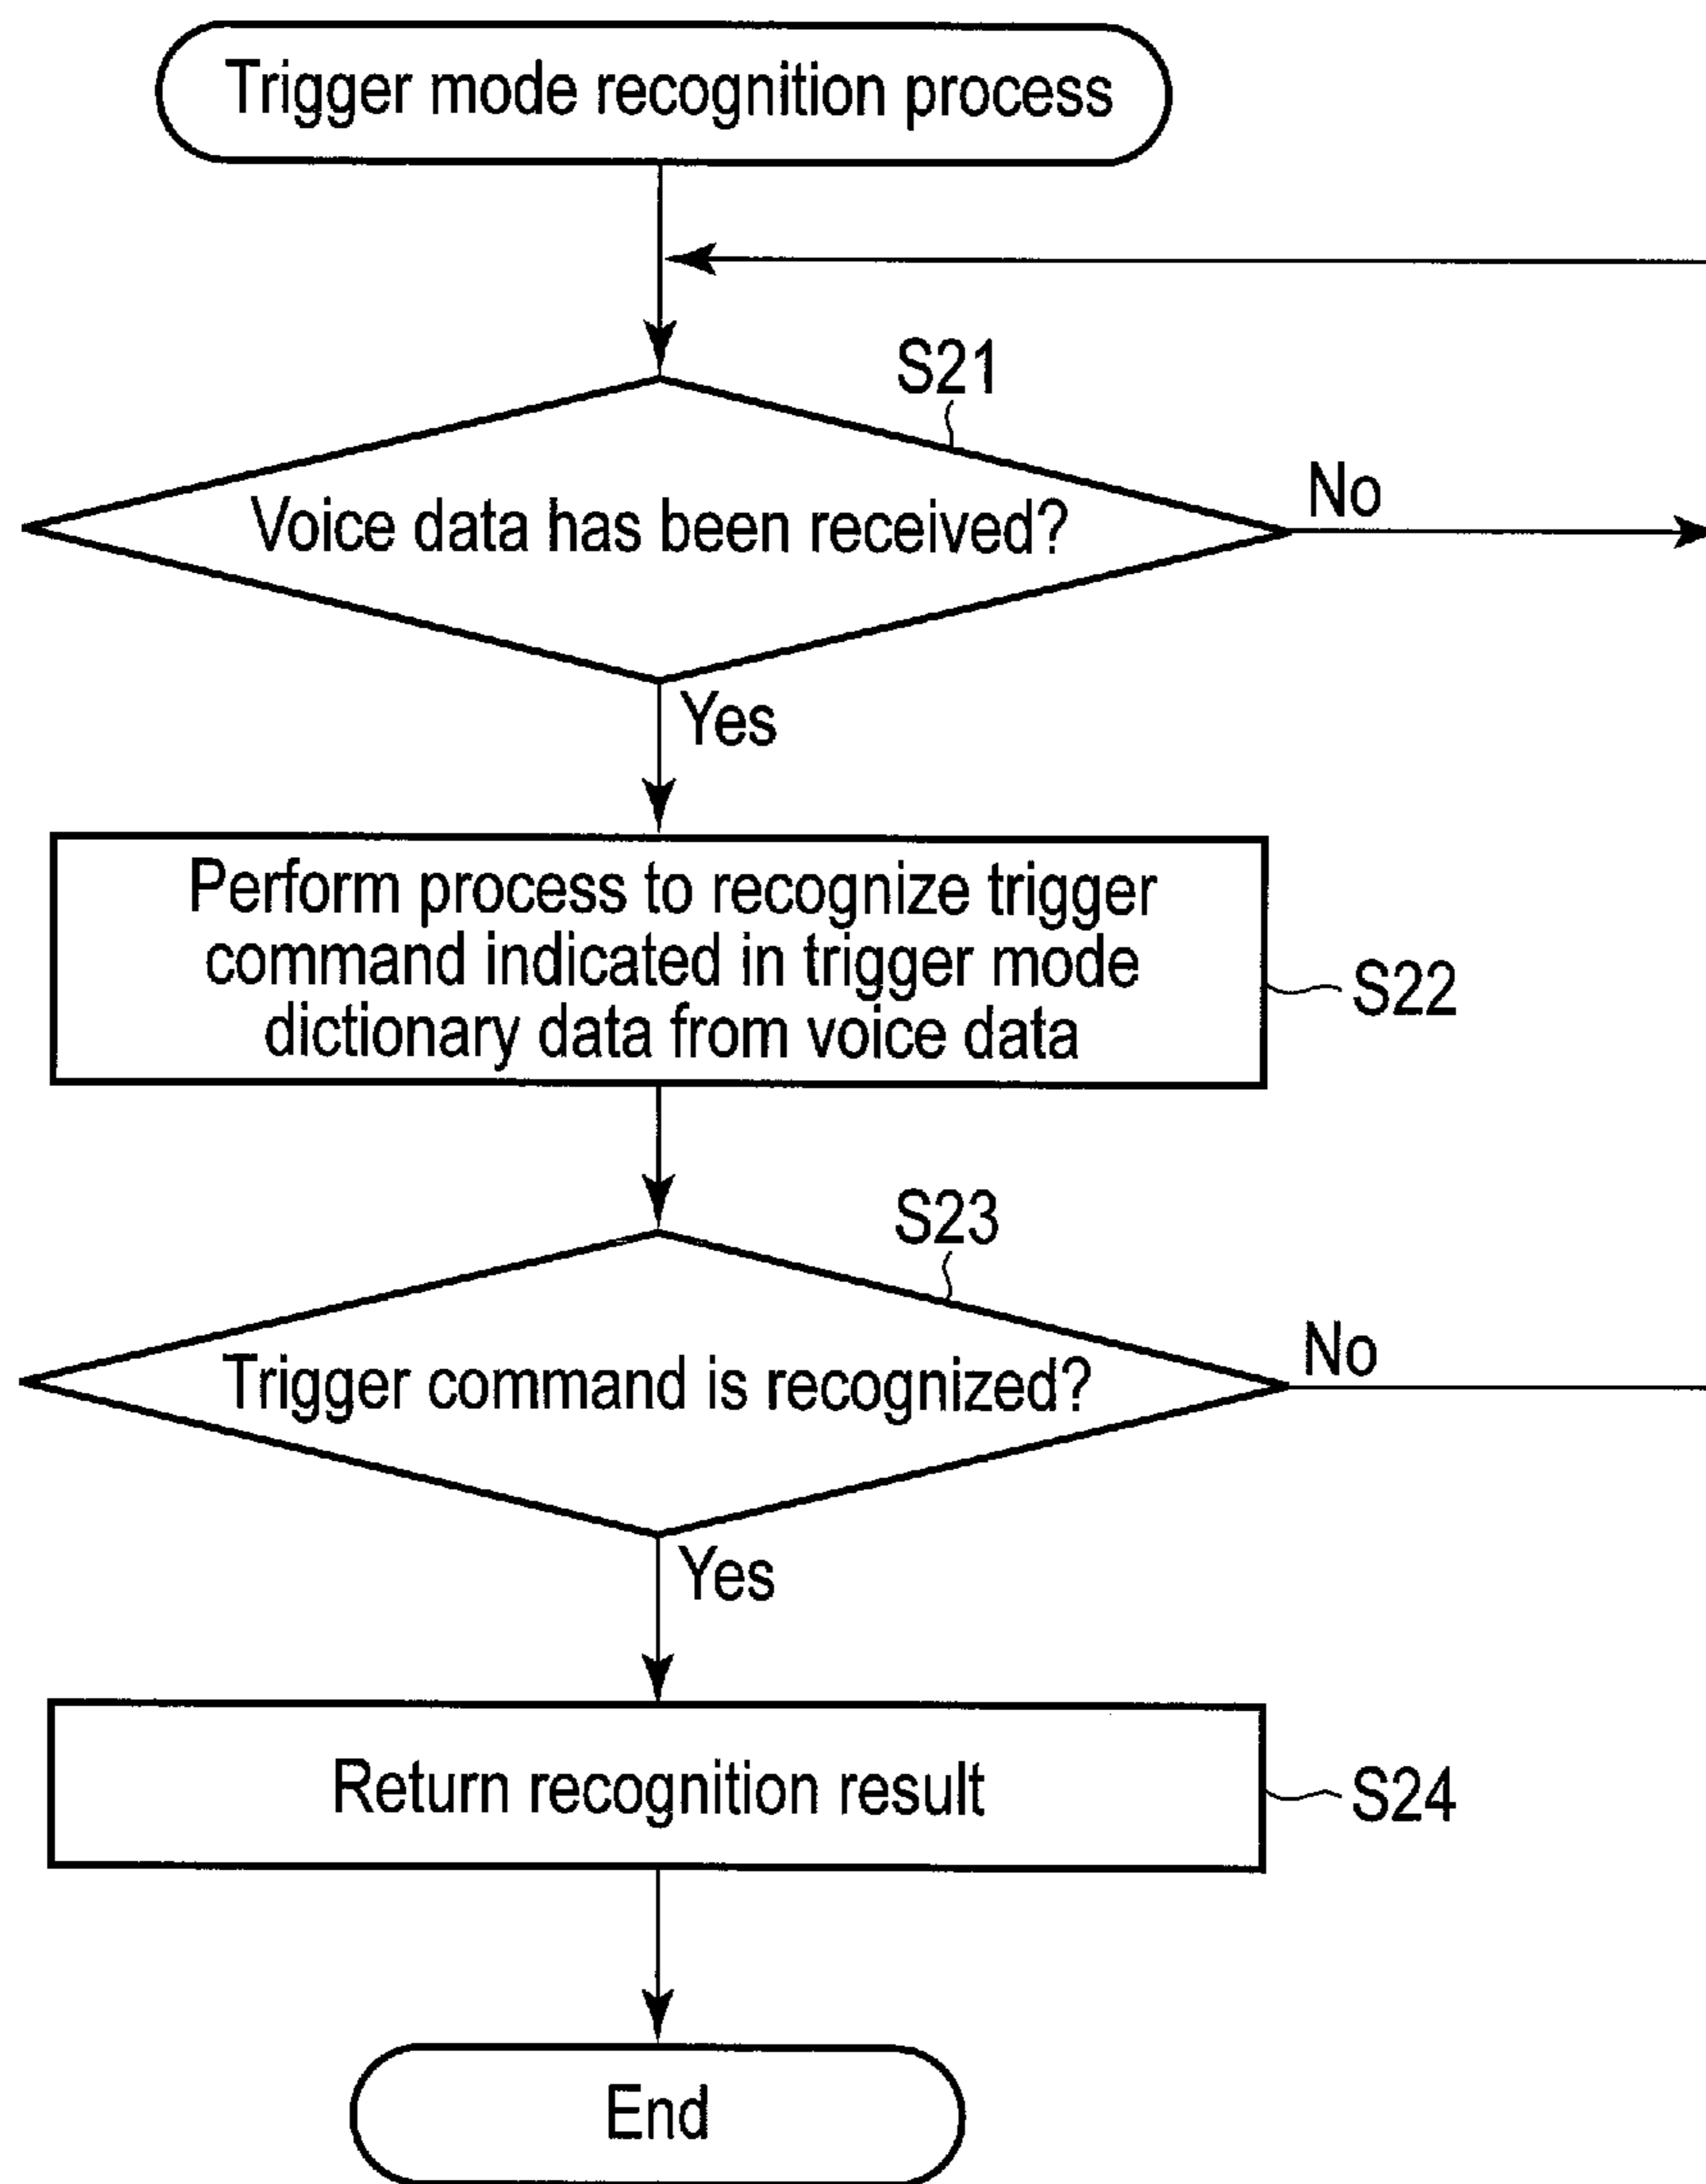 Trigger mode recognition process
S21
Voice data has been received?
No
Yes
Perform process to recognize trigger
command indicated in trigger mode
dictionary data from voice data
S22
S23
Trigger command is recognized?
No
Yes
Return recognition result
S24
End